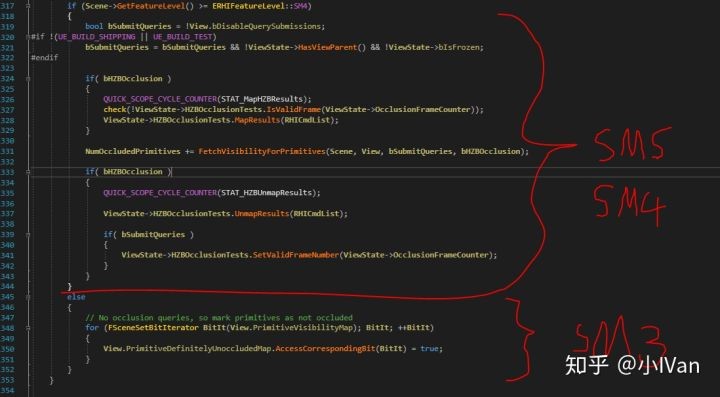 317 if (Scene->GetFeatureLevel() >= ERHIFeatureLevel::SM4)
318 {
319 bool bSubmitQueries = !View.bDisableQuerySubmissions;
320 #if !(UE_BUILD_SHIPPING || UE_BUILD_TEST)
321 bSubmitQueries = bSubmitQueries && !ViewState->HasViewParent() && !ViewState->bIsFrozen;
322 #endif
323
324 if( bHZBOcclusion )
325 {
326 QUICK_SCOPE_CYCLE_COUNTER(STAT_MapHZBResults);
327 check(!ViewState->HZBOcclusionTests.IsValidFrame(ViewState->OcclusionFrameCounter));
328 ViewState->HZBOcclusionTests.MapResults(RHICmdList);
329 }
330
331 NumOccludedPrimitives += FetchVisibilityForPrimitives(Scene, View, bSubmitQueries, bHZBOcclusion);
332
333 if( bHZBOcclusion )
334 {
335 QUICK_SCOPE_CYCLE_COUNTER(STAT_HZBUnmapResults);
336
337 ViewState->HZBOcclusionTests.UnmapResults(RHICmdList);
338
339 if( bSubmitQueries )
340 {
341 ViewState->HZBOcclusionTests.SetValidFrameNumber(ViewState->OcclusionFrameCounter);
342 }
343 }
344 }
345 else
346 {
347 // No occlusion queries, so mark primitives as not occluded
348 for (FSceneSetBitIterator BitIt(View.PrimitiveVisibilityMap); BitIt; ++BitIt)
349 {
350 View.PrimitiveDefinitelyUnoccludedMap.AccessCorrespondingBit(BitIt) = true;
351 }
352 }
353 }
354
SM5
SM4
SM3
知乎 @小IVan